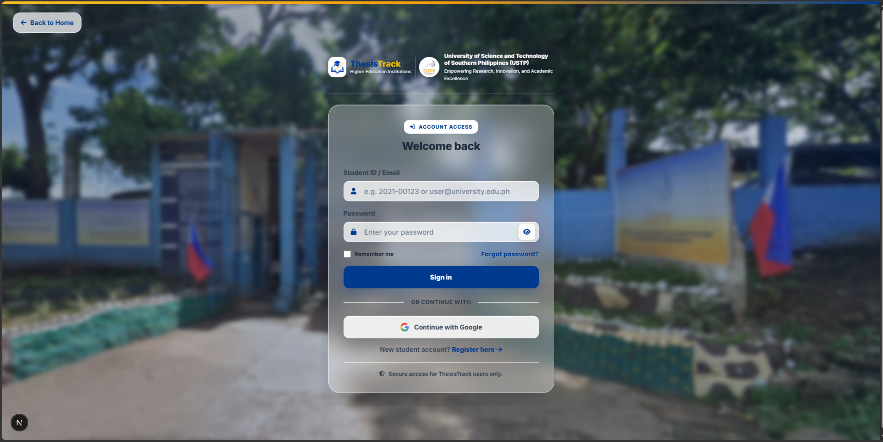 ← Back to Home
ThesisTrack
Higher Education Institutions
University of Science and Technology
of Southern Philippines (USTP)
Empowering Research, Innovation, and Academic
Excellence
ACCOUNT ACCESS
Welcome back
Student ID / Email
e.g. 2021-00123 or user@university.edu.ph
Password
Enter your password
Remember me
Forgot password?
Sign in
OR CONTINUE WITH
Continue with Google
New student account? Register here →
Secure access for ThesisTrack users only.
N